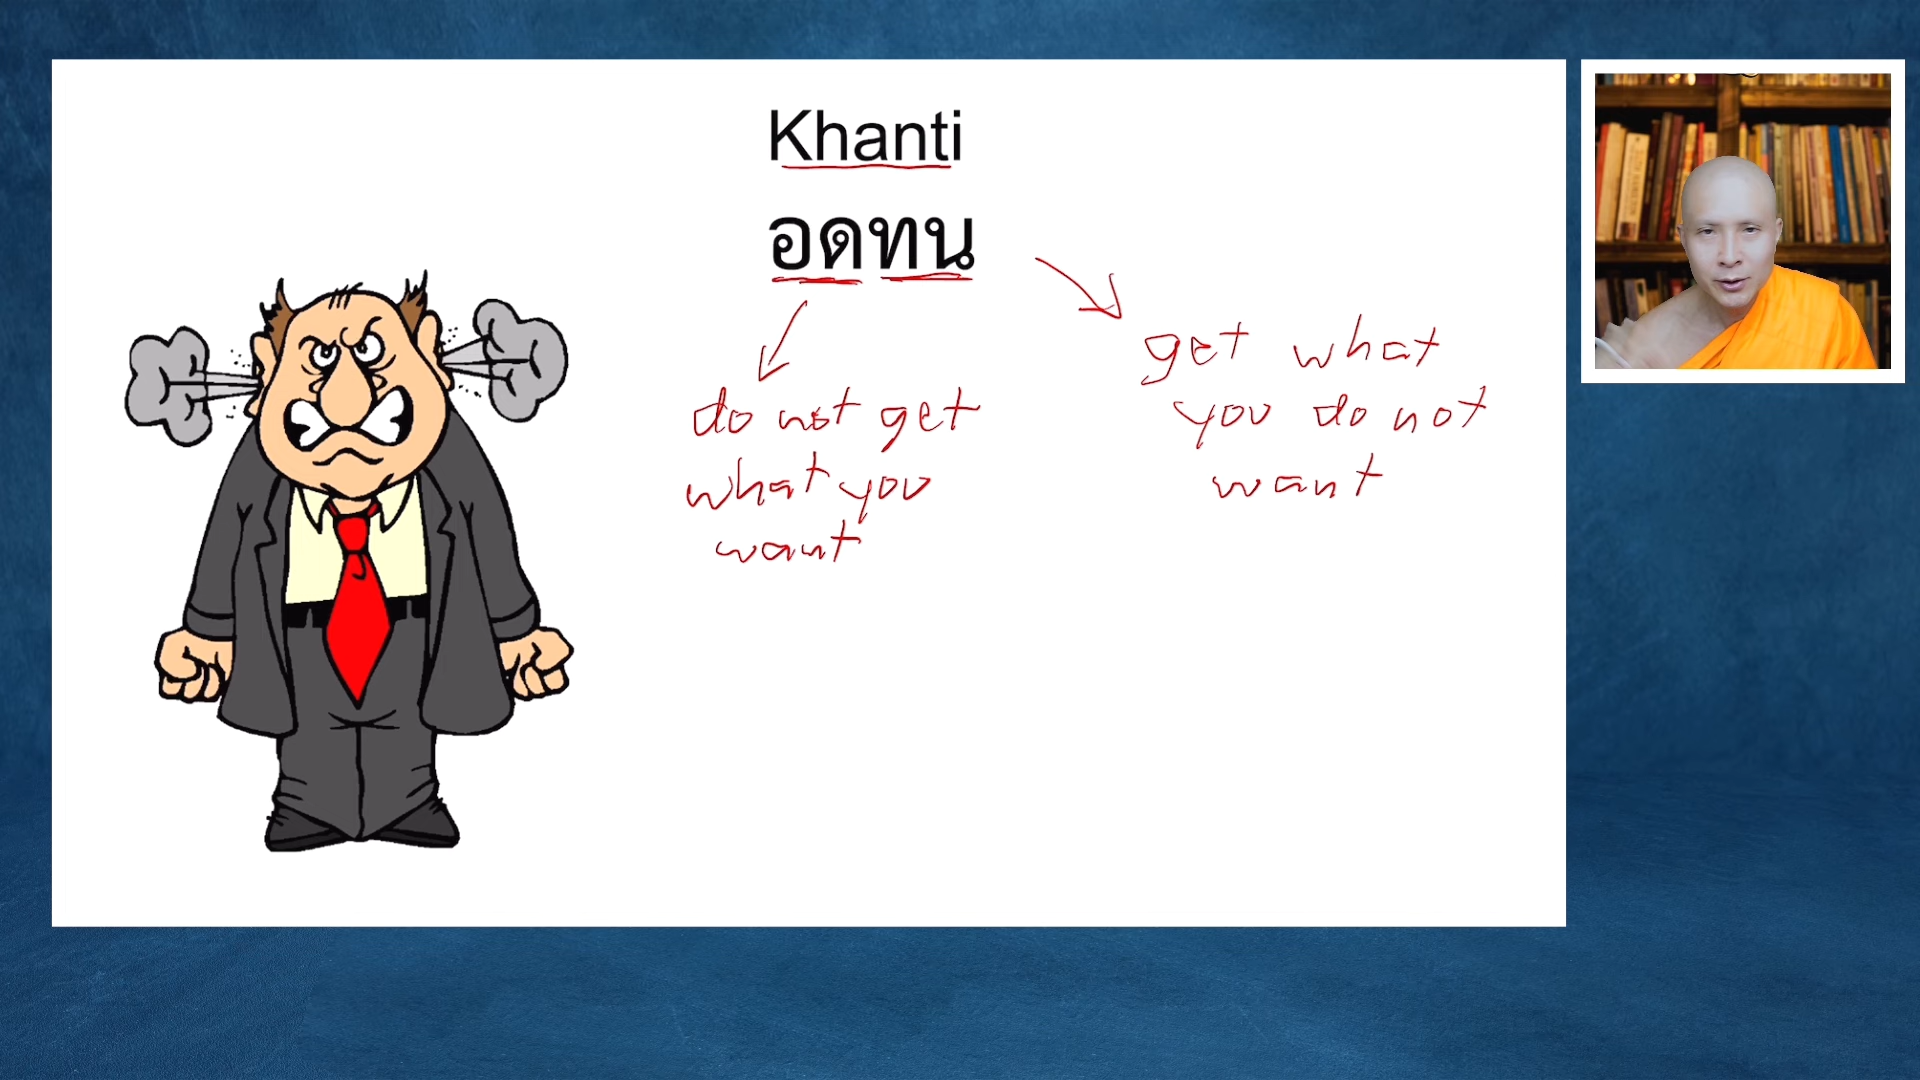 Khanti
อดทน
do not get
what you
want
get what
you do not
want